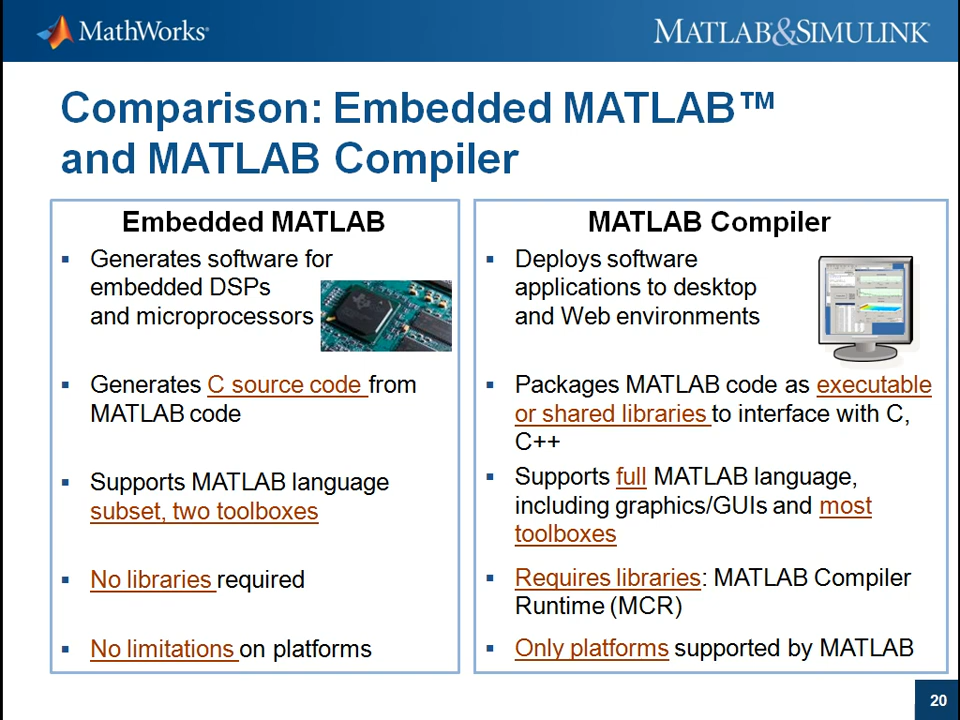 MathWorks®
MATLAB&SIMULINK®
Comparison: Embedded MATLAB™
and MATLAB Compiler
Embedded MATLAB
▪ Generates software for
embedded DSPs
and microprocessors
▪ Generates C source code from
MATLAB code
▪ Supports MATLAB language
subset, two toolboxes
▪ No libraries required
▪ No limitations on platforms
MATLAB Compiler
▪ Deploys software
applications to desktop
and Web environments
▪ Packages MATLAB code as executable
or shared libraries to interface with C,
C++
▪ Supports full MATLAB language,
including graphics/GUIs and most
toolboxes
▪ Requires libraries: MATLAB Compiler
Runtime (MCR)
▪ Only platforms supported by MATLAB
20